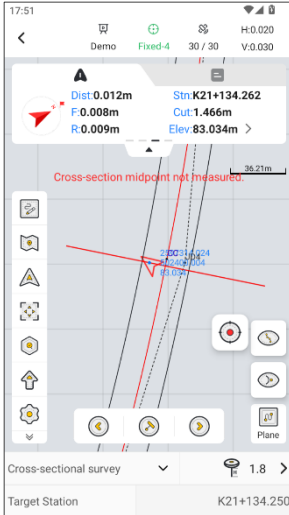 17:51
Demo
Fixed-4
30 / 30
H:0.020
V:0.030
Dist:0.012m
Stn:K21+134.262
F:0.008m
Cut:1.466m
R:0.009m
Elev:83.034m
36.21m
Cross-section midpoint not measured.
83.034
Plane
Cross-sectional survey
1.8
Target Station
K21+134.250